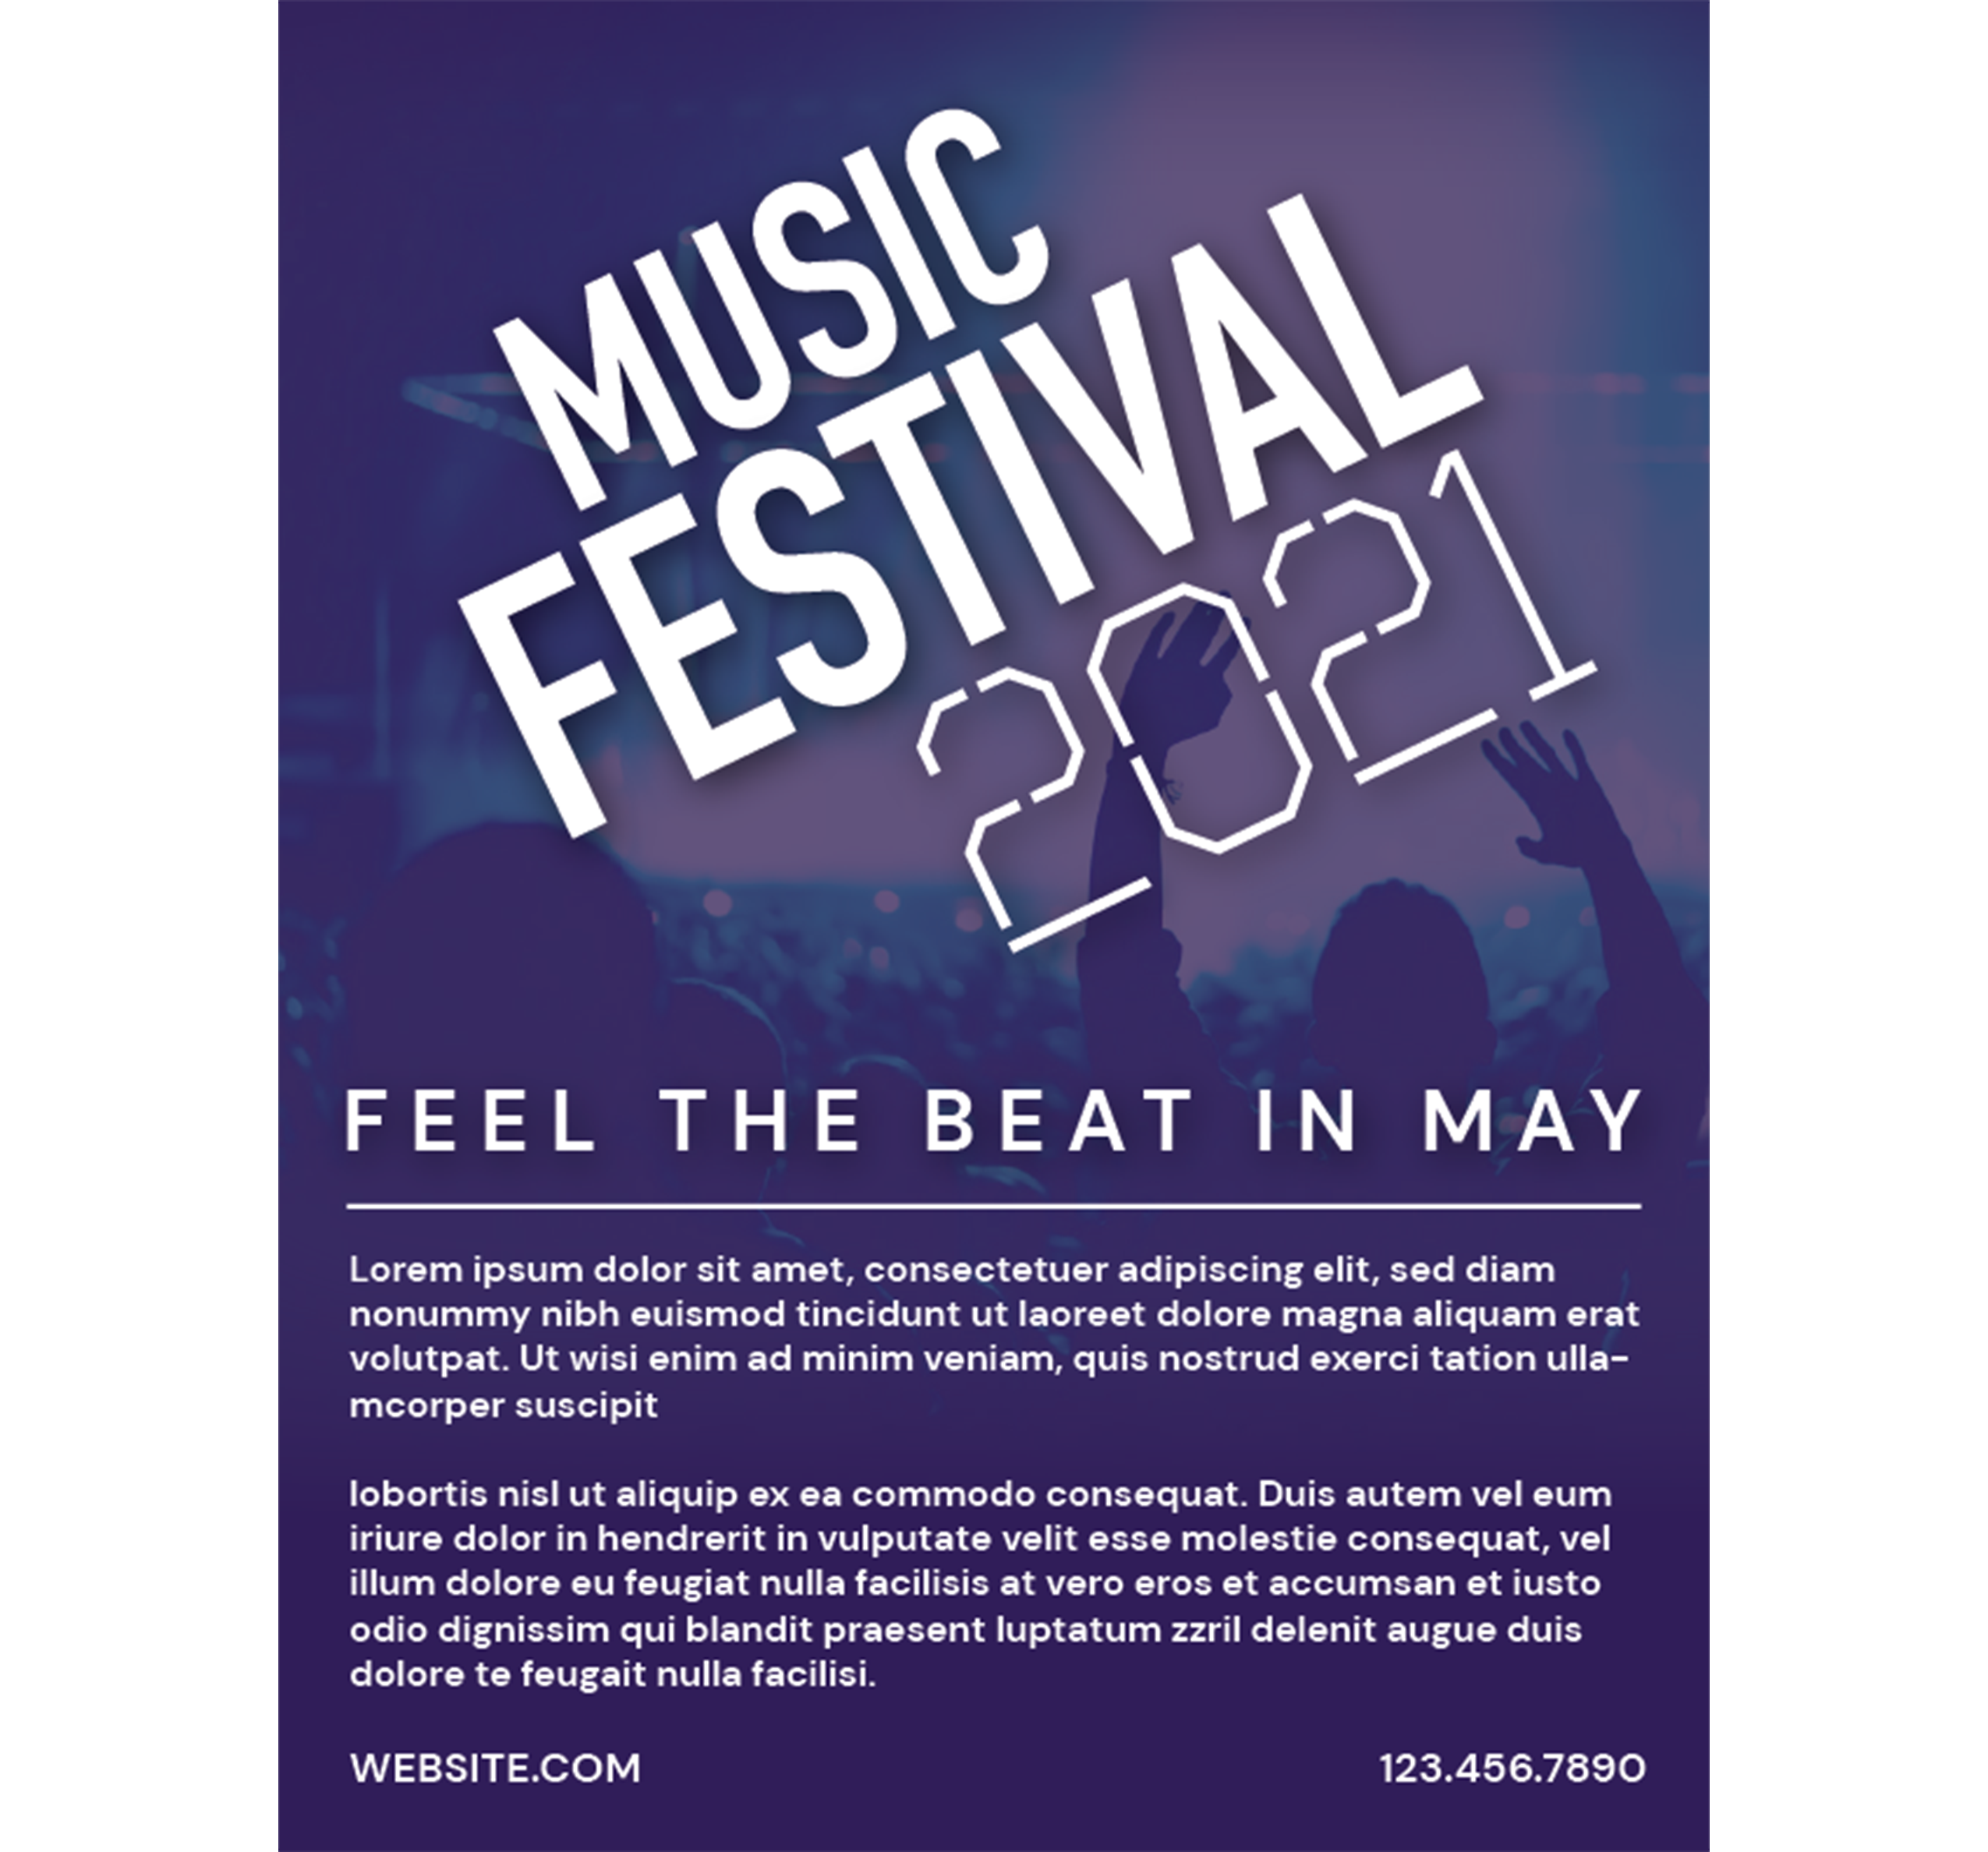 MUSIC
FESTIVAL
2021
FEEL THE BEAT IN MAY
Lorem ipsum dolor sit amet, consectetuer adipiscing elit, sed diam
nonummy nibh euismod tincidunt ut laoreet dolore magna aliquam erat
volutpat. Ut wisi enim ad minim veniam, quis nostrud exerci tation ulla-
mcorper suscipit
lobortis nisl ut aliquip ex ea commodo consequat. Duis autem vel eum
iriure dolor in hendrerit in vulputate velit esse molestie consequat, vel
illum dolore eu feugiat nulla facilisis at vero eros et accumsan et iusto
odio dignissim qui blandit praesent luptatum zzril delenit augue duis
dolore te feugait nulla facilisi.
WEBSITE.COM
123.456.7890